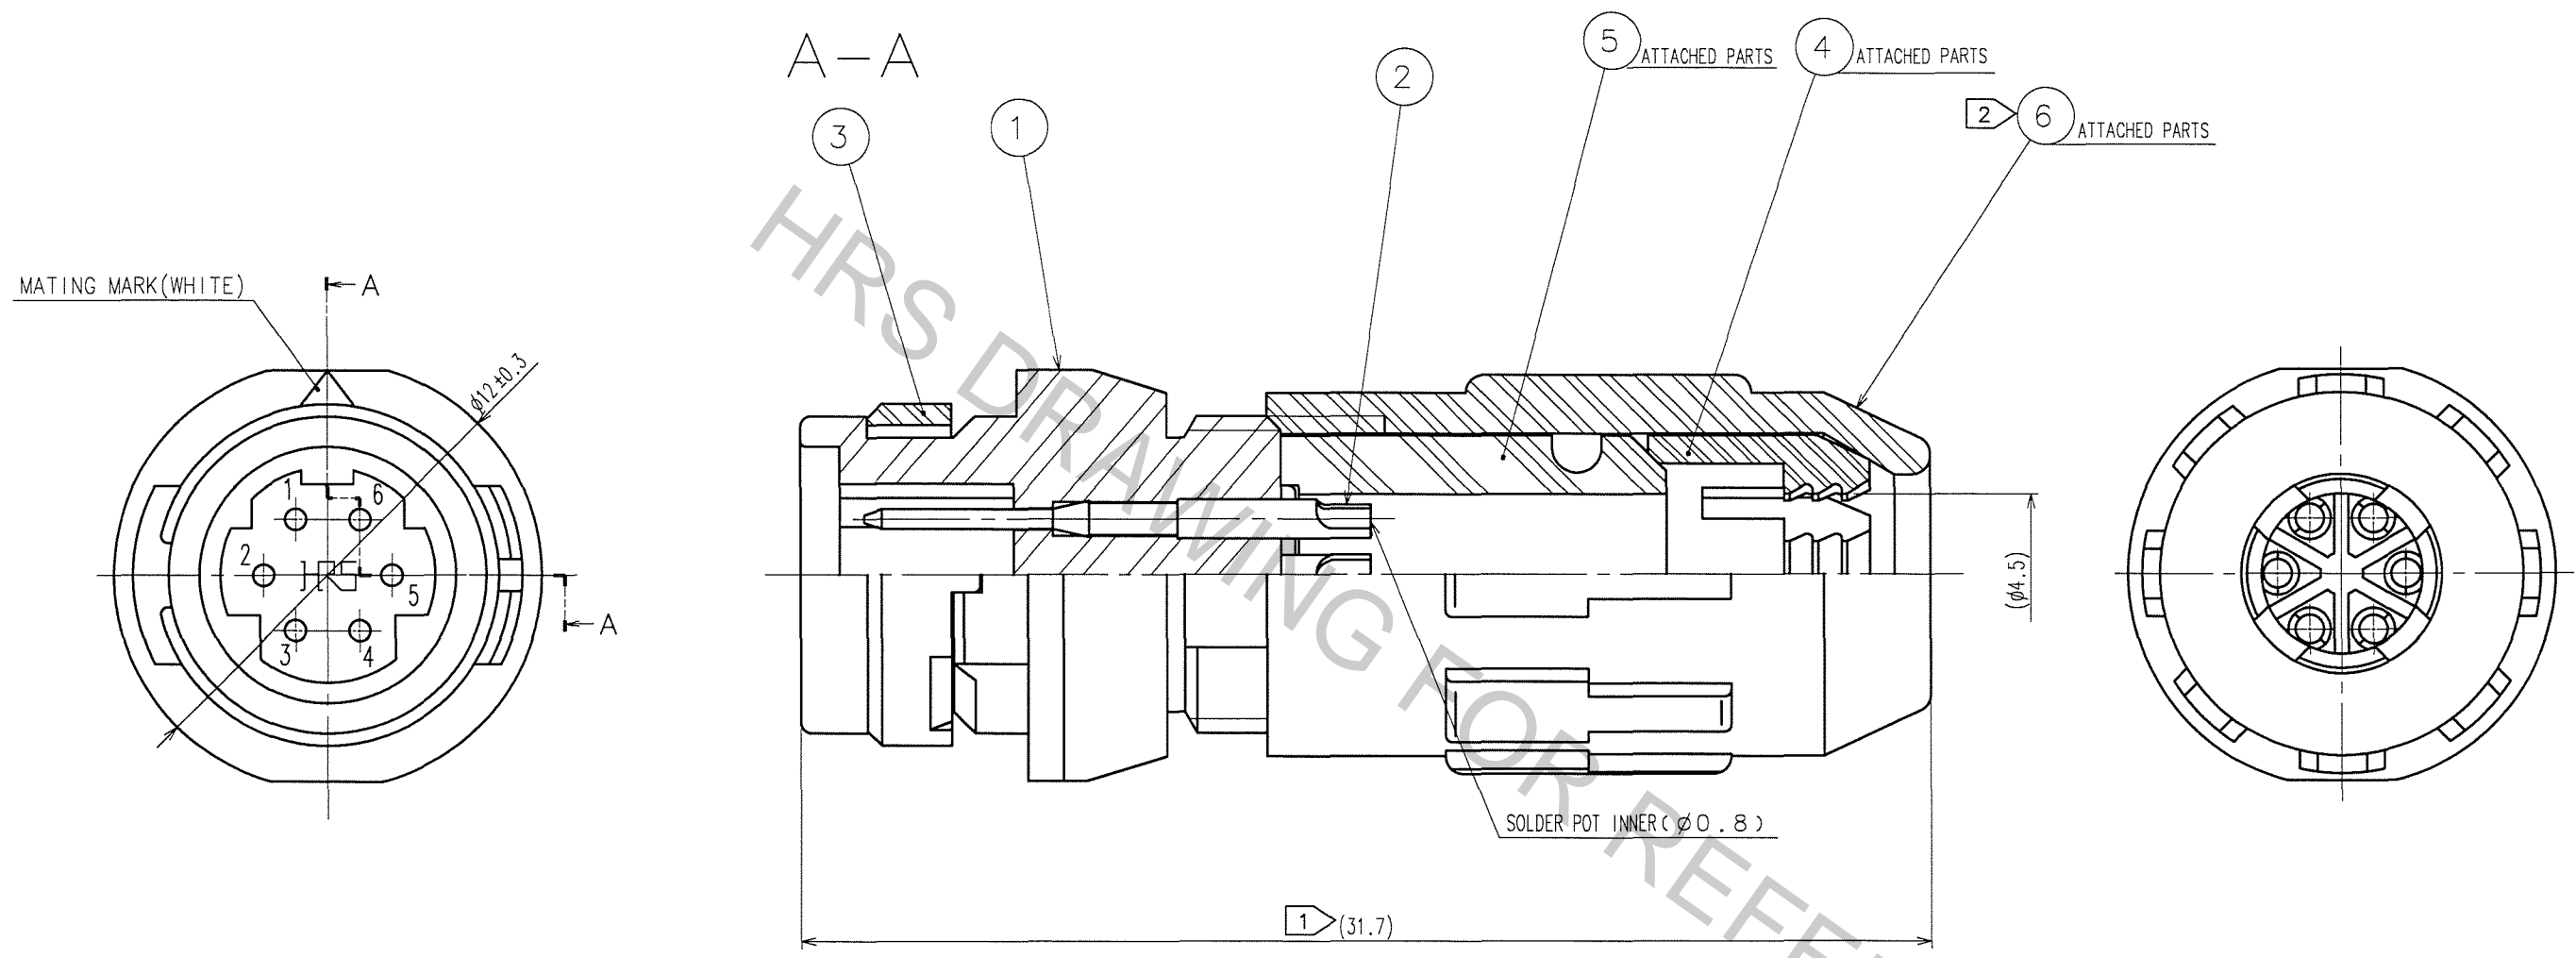 A-A
5 ATTACHED PARTS
4 ATTACHED PARTS
2
3
1
2 6 ATTACHED PARTS
MATING MARK(WHITE)
A
φ12±0.3
1
6
2
5
3
4
A
(φ4.5)
SOLDER POT INNER(φ0.8)
1 (31.7)
HRS DRAWING FOR REFE